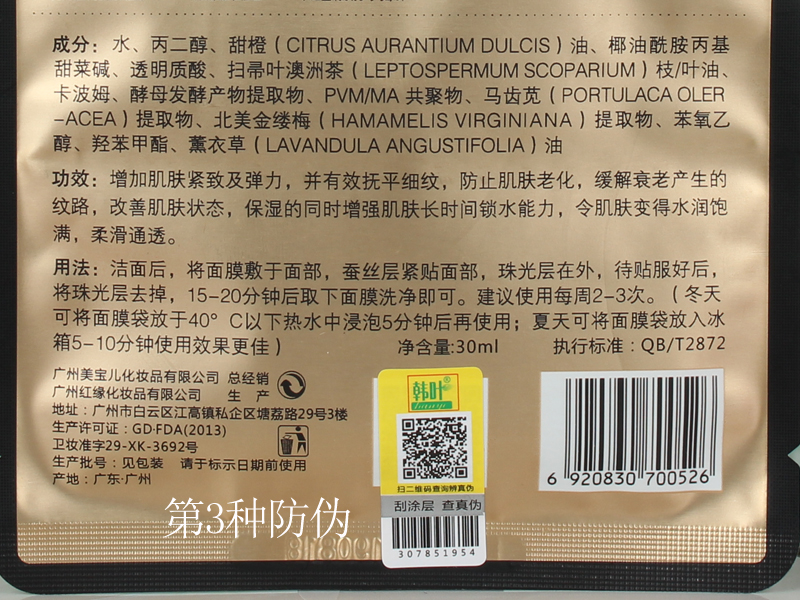 成分：水、丙二醇、甜橙（CITRUS AURANTIUM DULCIS）油、椰油酰胺丙基
甜菜碱、透明质酸、扫帚叶澳洲茶（LEPTOSPERMUM SCOPARIUM）枝/叶油、
卡波姆、酵母发酵产物提取物、PVM/MA 共聚物、马齿苋（PORTULACA OLER
-ACEA）提取物、北美金缕梅（HAMAMELIS VIRGINIANA）提取物、苯氧乙
醇、羟苯甲酯、薰衣草（LAVANDULA ANGUSTIFOLIA）油
功效：增加肌肤紧致及弹力，并有效抚平细纹，防止肌肤老化，缓解衰老产生的
纹路，改善肌肤状态，保湿的同时增强肌肤长时间锁水能力，令肌肤变得水润饱
满，柔滑通透。
用法：洁面后，将面膜敷于面部，蚕丝层紧贴面部，珠光层在外，待贴服好后，
将珠光层去掉，15-20分钟后取下面膜洗净即可。建议使用每周2-3次。（冬天
可将面膜袋放于40°C以下热水中浸泡5分钟后再使用；夏天可将面膜袋放入冰
箱5-10分钟使用效果更佳）
净含量:30ml
执行标准：QB/T2872
广州美宝儿化妆品有限公司 总经销
广州红缘化妆品有限公司 生产
地址：广州市白云区江高镇私企区塘荔路29号3楼
生产许可证：GD·FDA(2013)
卫妆准字29-XK-3692号
生产批号：见包装 请于标示日期前使用
产地：广东·广州
韩叶®
扫二维码查询辨真伪
刮涂层 查真伪
307851954
6 920830 700526
第3种防伪